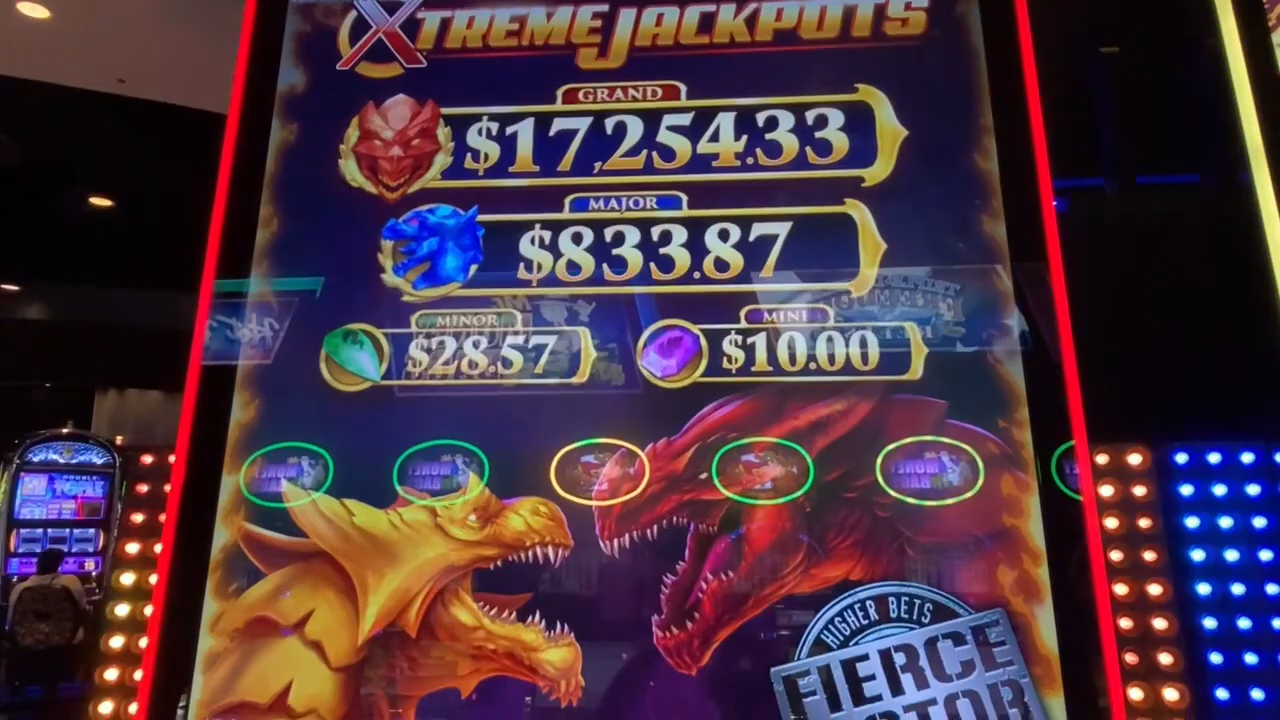 XTREME JACKPOTS
GRAND
$17,254.33
MAJOR
$833.87
MINOR
$28.57
MINI
$10.00
HIGHER BETS
FIERCE